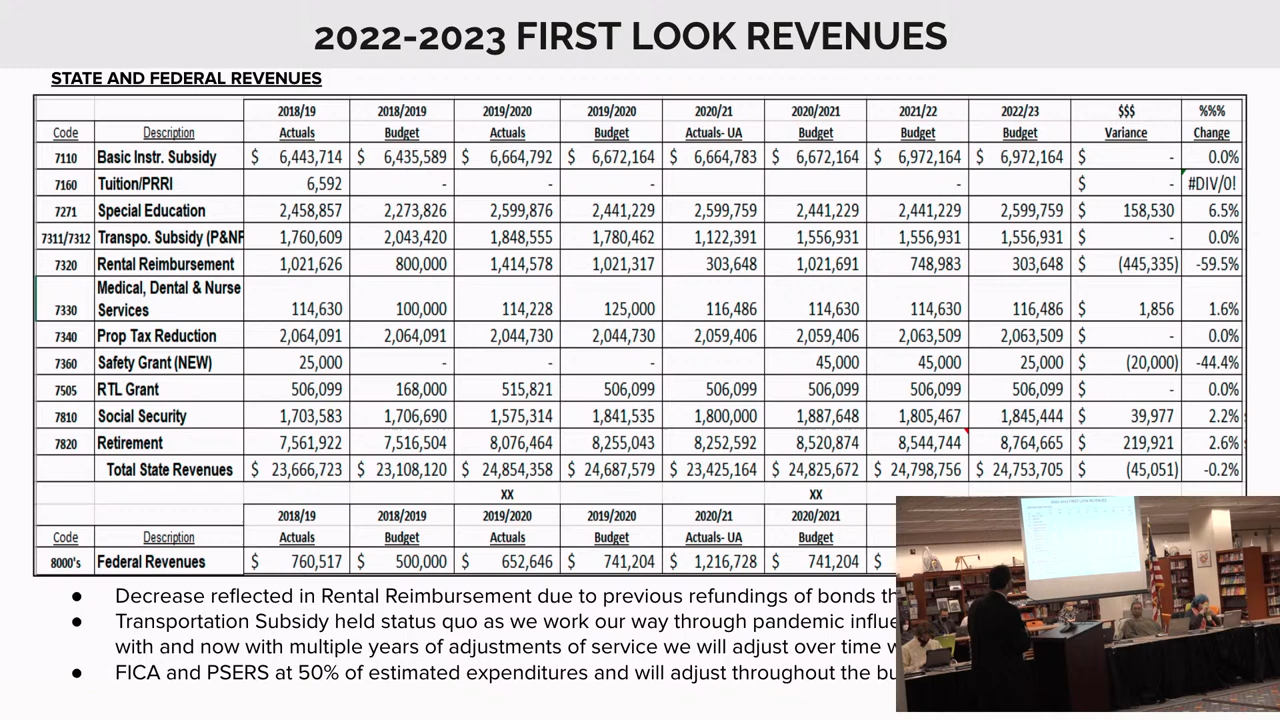 2022-2023 FIRST LOOK REVENUES
STATE AND FEDERAL REVENUES
2018/19 2018/2019 2019/2020 2019/2020 2020/21 2020/2021 2021/22 2022/23 $$$ %%%
Code Description Actuals Budget Actuals Budget Actuals- UA Budget Budget Budget Variance Change
7110 Basic Instr. Subsidy $ 6,443,714 $ 6,435,589 $ 6,664,792 $ 6,672,164 $ 6,664,783 $ 6,672,164 $ 6,972,164 $ 6,972,164 $ - 0.0%
7160 Tuition/PRRI 6,592 - - - - $ - #DIV/0!
7271 Special Education 2,458,857 2,273,826 2,599,876 2,441,229 2,599,759 2,441,229 2,441,229 2,599,759 $ 158,530 6.5%
7311/7312 Transpo. Subsidy (P&NP 1,760,609 2,043,420 1,848,555 1,780,462 1,122,391 1,556,931 1,556,931 1,556,931 $ - 0.0%
7320 Rental Reimbursement 1,021,626 800,000 1,414,578 1,021,317 303,648 1,021,691 748,983 303,648 $ (445,335) -59.5%
Medical, Dental & Nurse
7330 Services 114,630 100,000 114,228 125,000 116,486 114,630 114,630 116,486 $ 1,856 1.6%
7340 Prop Tax Reduction 2,064,091 2,064,091 2,044,730 2,044,730 2,059,406 2,059,406 2,063,509 2,063,509 $ - 0.0%
7360 Safety Grant (NEW) 25,000 - - - 45,000 45,000 25,000 $ (20,000) -44.4%
7505 RTL Grant 506,099 168,000 515,821 506,099 506,099 506,099 506,099 506,099 $ - 0.0%
7810 Social Security 1,703,583 1,706,690 1,575,314 1,841,535 1,800,000 1,887,648 1,805,467 1,845,444 $ 39,977 2.2%
7820 Retirement 7,561,922 7,516,504 8,076,464 8,255,043 8,252,592 8,520,874 8,544,744 8,764,665 $ 219,921 2.6%
Total State Revenues $ 23,666,723 $ 23,108,120 $ 24,854,358 $ 24,687,579 $ 23,425,164 $ 24,825,672 $ 24,798,756 $ 24,753,705 $ (45,051) -0.2%
XX XX
2018/19 2018/2019 2019/2020 2019/2020 2020/21 2020/2021
Code Description Actuals Budget Actuals Budget Actuals- UA Budget
8000's Federal Revenues $ 760,517 $ 500,000 $ 652,646 $ 741,204 $ 1,216,728 $ 741,204 $
● Decrease reflected in Rental Reimbursement due to previous refundings of bonds
● Transportation Subsidy held status quo as we work our way through pandemic
with and now with multiple years of adjustments of service we will adjust over time
● FICA and PSERS at 50% of estimated expenditures and will adjust throughout the